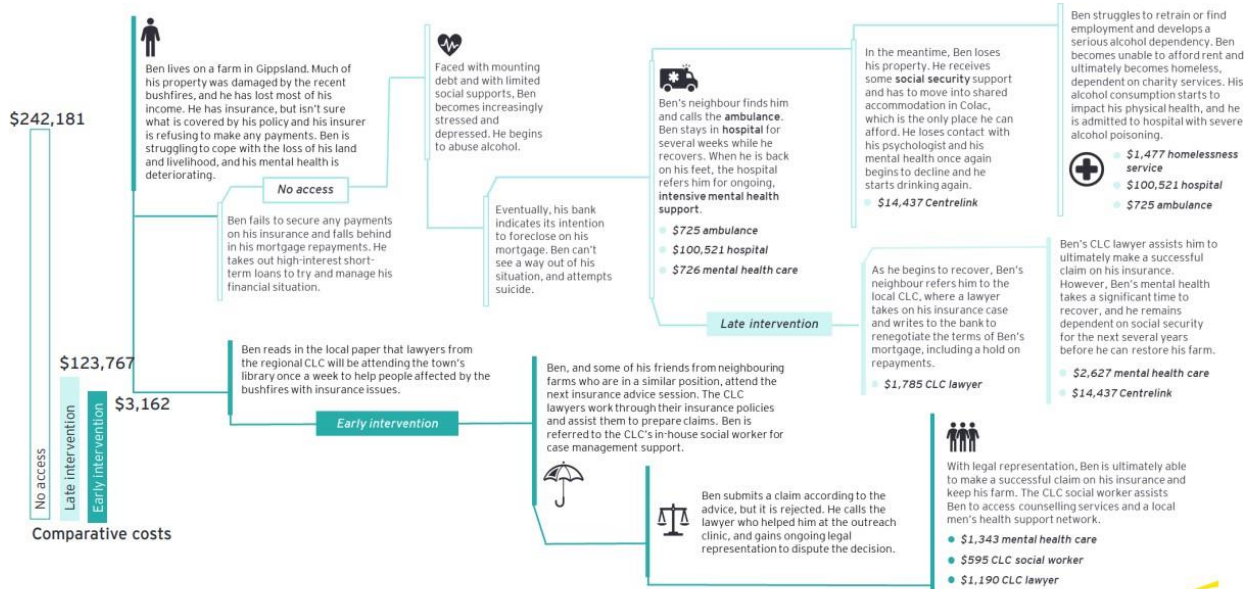 $242,181
$123,767
$3,162
No access
Late intervention
Early intervention
Comparative costs
Ben lives on a farm in Gippsland. Much of
his property was damaged by the recent
bushfires, and he has lost most of his
income. He has insurance, but isn't sure
what is covered by his policy and his insurer
is refusing to make any payments. Ben is
struggling to cope with the loss of his land
and livelihood, and his mental health is
deteriorating.
No access
Ben fails to secure any payments
on his insurance and falls behind
in his mortgage repayments. He
takes out high-interest short-
term loans to try and manage his
financial situation.
Faced with mounting
debt and with limited
social supports, Ben
becomes increasingly
stressed and
depressed. He begins
to abuse alcohol.
Eventually, his bank
indicates its intention
to foreclose on his
mortgage. Ben can't
see a way out of his
situation, and attempts
suicide.
Ben's neighbour finds him
and calls the ambulance.
Ben stays in hospital for
several weeks while he
recovers. When he is back
on his feet, the hospital
refers him for ongoing,
intensive mental health
support.
$725 ambulance
$100,521 hospital
$726 mental health care
In the meantime, Ben loses
his property. He receives
some social security support
and has to move into shared
accommodation in Colac,
which is the only place he can
afford. He loses contact with
his psychologist and his
mental health once again
begins to decline and he
starts drinking again.
$14,437 Centrelink
Ben struggles to retrain or find
employment and develops a
serious alcohol dependency. Ben
becomes unable to afford rent and
ultimately becomes homeless,
dependent on charity services. His
alcohol consumption starts to
impact his physical health, and he
is admitted to hospital with severe
alcohol poisoning.
$1,477 homelessness
service
$100,521 hospital
$725 ambulance
Late intervention
As he begins to recover, Ben's
neighbour refers him to the
local CLC, where a lawyer
takes on his insurance case
and writes to the bank to
renegotiate the terms of Ben's
mortgage, including a hold on
repayments.
$1,785 CLC lawyer
Ben's CLC lawyer assists him to
ultimately make a successful
claim on his insurance.
However, Ben's mental health
takes a significant time to
recover, and he remains
dependent on social security
for the next several years
before he can restore his farm.
$2,627 mental health care
$14,437 Centrelink
Ben reads in the local paper that lawyers from
the regional CLC will be attending the town's
library once a week to help people affected by the
bushfires with insurance issues.
Early intervention
Ben, and some of his friends from neighbouring
farms who are in a similar position, attend the
next insurance advice session. The CLC
lawyers work through their insurance policies
and assist them to prepare claims. Ben is
referred to the CLC's in-house social worker for
case management support.
Ben submits a claim according to the
advice, but it is rejected. He calls the
lawyer who helped him at the outreach
clinic, and gains ongoing legal
representation to dispute the decision.
With legal representation, Ben is ultimately able
to make a successful claim on his insurance and
keep his farm. The CLC social worker assists
Ben to access counselling services and a local
men's health support network.
$1,343 mental health care
$595 CLC social worker
$1,190 CLC lawyer